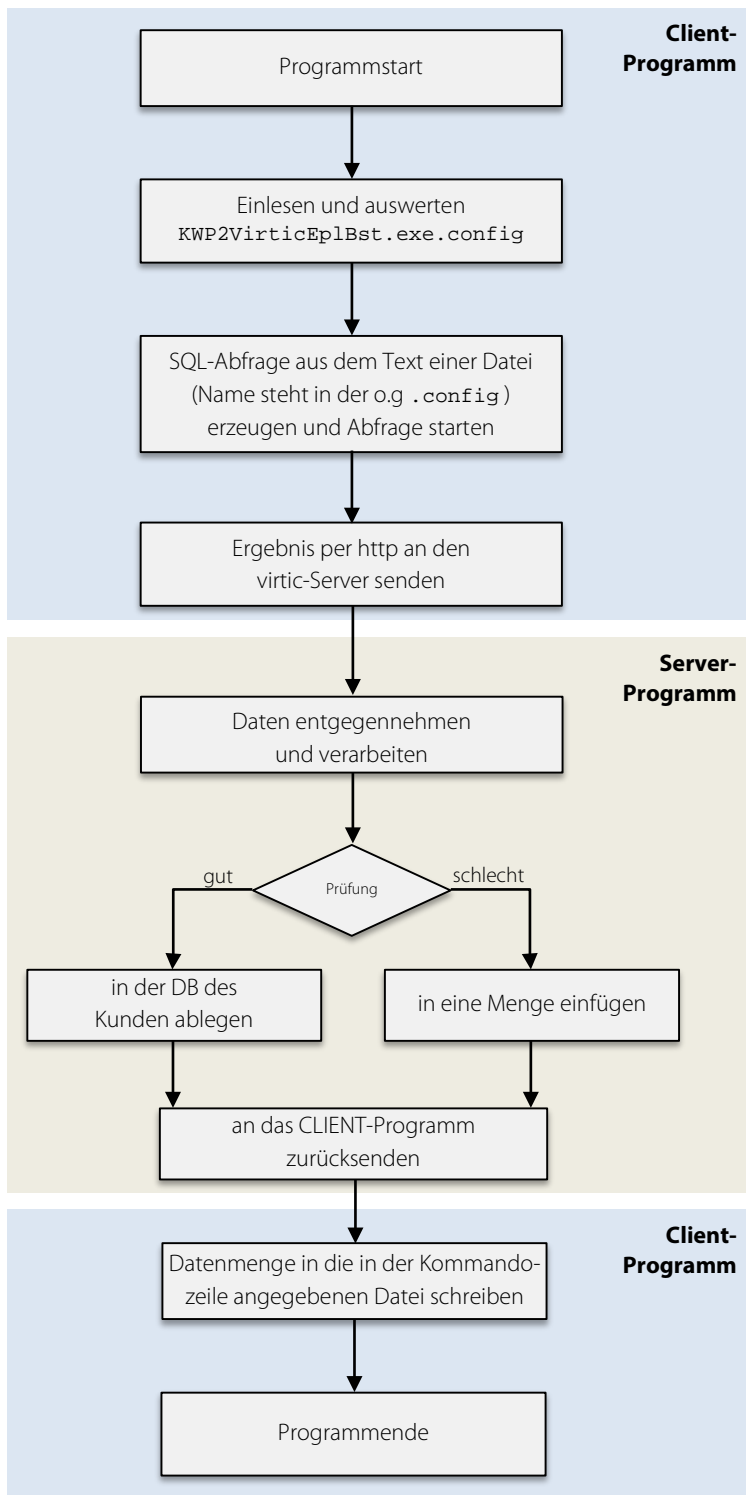 Client-
Programm
Programmstart
Einlesen und auswerten
KWP2VirticEplBst.exe.config
SQL-Abfrage aus dem Text einer Datei
(Name steht in der o.g .config)
erzeugen und Abfrage starten
Ergebnis per http an den
virtic-Server senden
Server-
Programm
Daten entgegennehmen
und verarbeiten
gut
Prüfung
schlecht
in der DB des
Kunden ablegen
in eine Menge einfügen
an das CLIENT-Programm
zurücksenden
Client-
Programm
Datenmenge in die in der Kommando-
zeile angegebenen Datei schreiben
Programmende